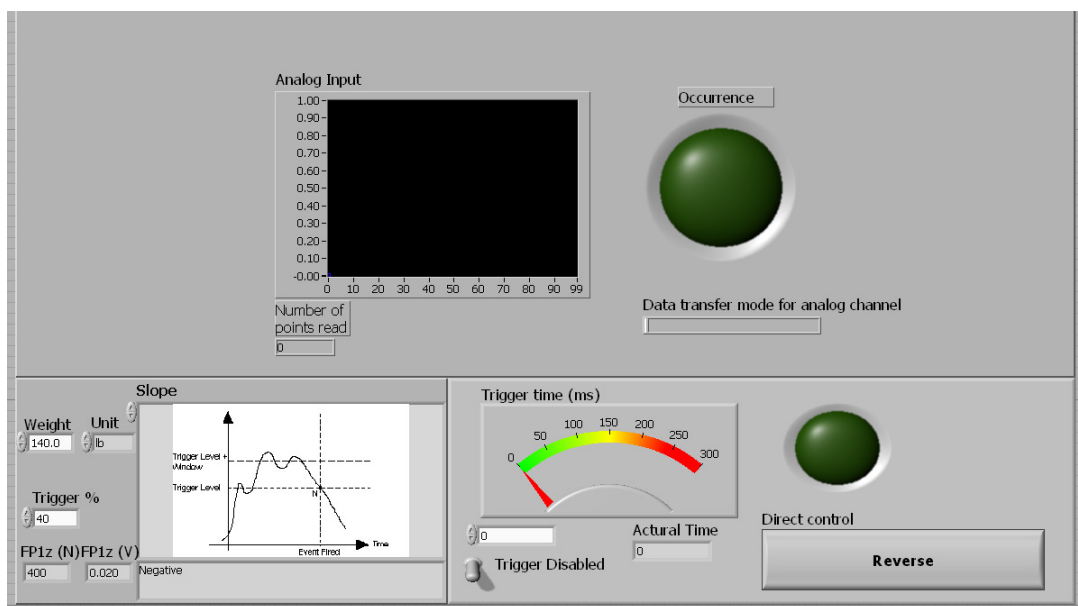 Analog Input
1.00
0.90
0.80
0.70
0.60
0.50
0.40
0.30
0.20
0.10
-0.00
0 10 20 30 40 50 60 70 80 90 99
Number of
points read
0
Occurrence
Data transfer mode for analog channel
Slope
Weight Unit
140.0 lb
Trigger %
40
FP1z (N) FP1z (V)
400 0.020
Trigger Level +
Window
Trigger Level
N
Time
Event Fired
Negative
Trigger time (ms)
0 50 100 150 200 250 300
0
Actural Time
0
Trigger Disabled
Direct control
Reverse